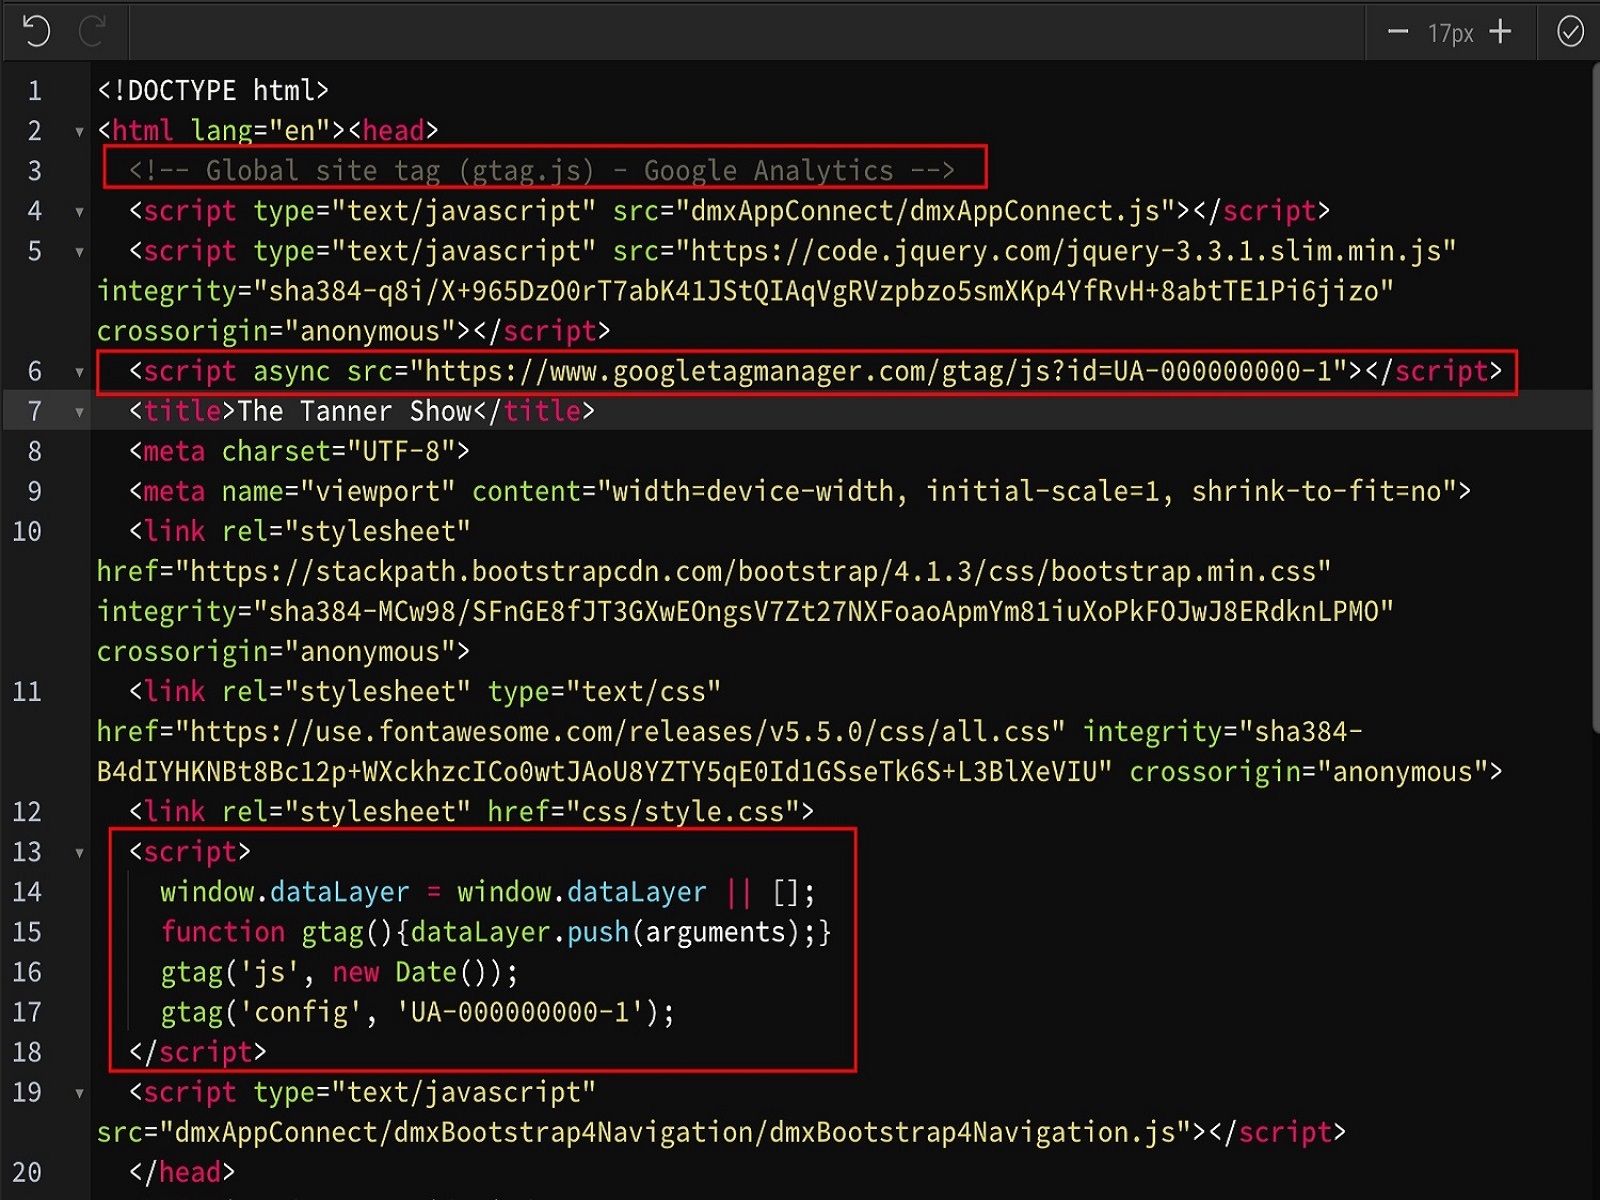 17px
1 <!DOCTYPE html>
2 <html lang="en"><head>
3 <!-- Global site tag (gtag.js) - Google Analytics -->
4 <script type="text/javascript" src="dmxAppConnect/dmxAppConnect.js"></script>
5 <script type="text/javascript" src="https://code.jquery.com/jquery-3.3.1.slim.min.js"
integrity="sha384-q8i/X+965DzO0rT7abK41JStQIAqVgRVzpbzo5smXKp4YfRvH+8abtTE1Pi6jizo"
crossorigin="anonymous"></script>
6 <script async src="https://www.googletagmanager.com/gtag/js?id=UA-000000000-1"></script>
7 <title>The Tanner Show</title>
8 <meta charset="UTF-8">
9 <meta name="viewport" content="width=device-width, initial-scale=1, shrink-to-fit=no">
10 <link rel="stylesheet"
href="https://stackpath.bootstrapcdn.com/bootstrap/4.1.3/css/bootstrap.min.css"
integrity="sha384-MCw98/SFnGE8fJT3GXwEOngsV7Zt27NXFoaoApmYm81iuXoPkFOJwJ8ERdknLPMO"
crossorigin="anonymous">
11 <link rel="stylesheet" type="text/css"
href="https://use.fontawesome.com/releases/v5.5.0/css/all.css" integrity="sha384-
B4dIYHKNBt8Bc12p+WXckhzcICo0wtJAoU8YZTY5qE0Id1GSseTk6S+L3BlXeVIU" crossorigin="anonymous">
12 <link rel="stylesheet" href="css/style.css">
13 <script>
14 window.dataLayer = window.dataLayer || [];
15 function gtag(){dataLayer.push(arguments);}
16 gtag('js', new Date());
17 gtag('config', 'UA-000000000-1');
18 </script>
19 <script type="text/javascript"
src="dmxAppConnect/dmxBootstrap4Navigation/dmxBootstrap4Navigation.js"></script>
20 </head>